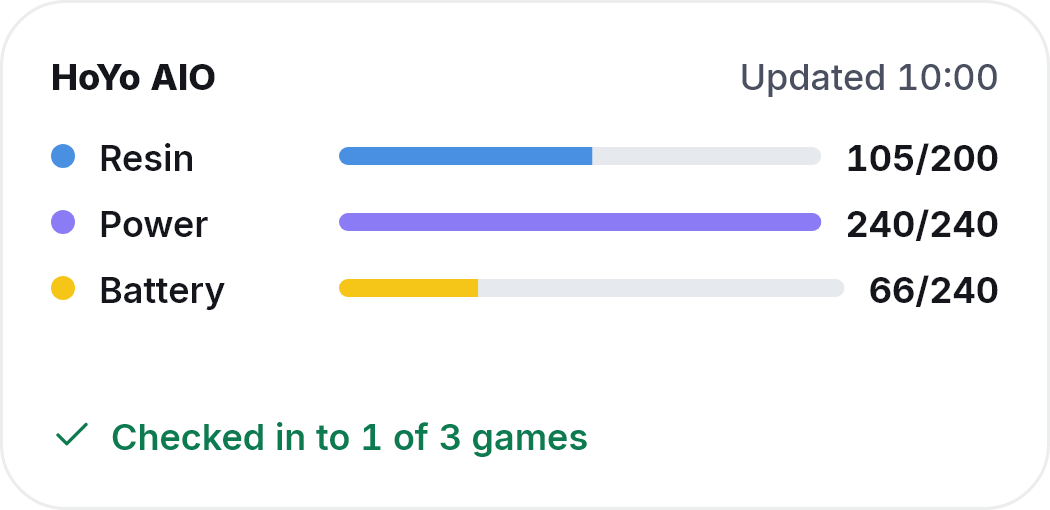 HoYo AIO Updated 10:00
Resin 105/200
Power 240/240
Battery 66/240
Checked in to 1 of 3 games